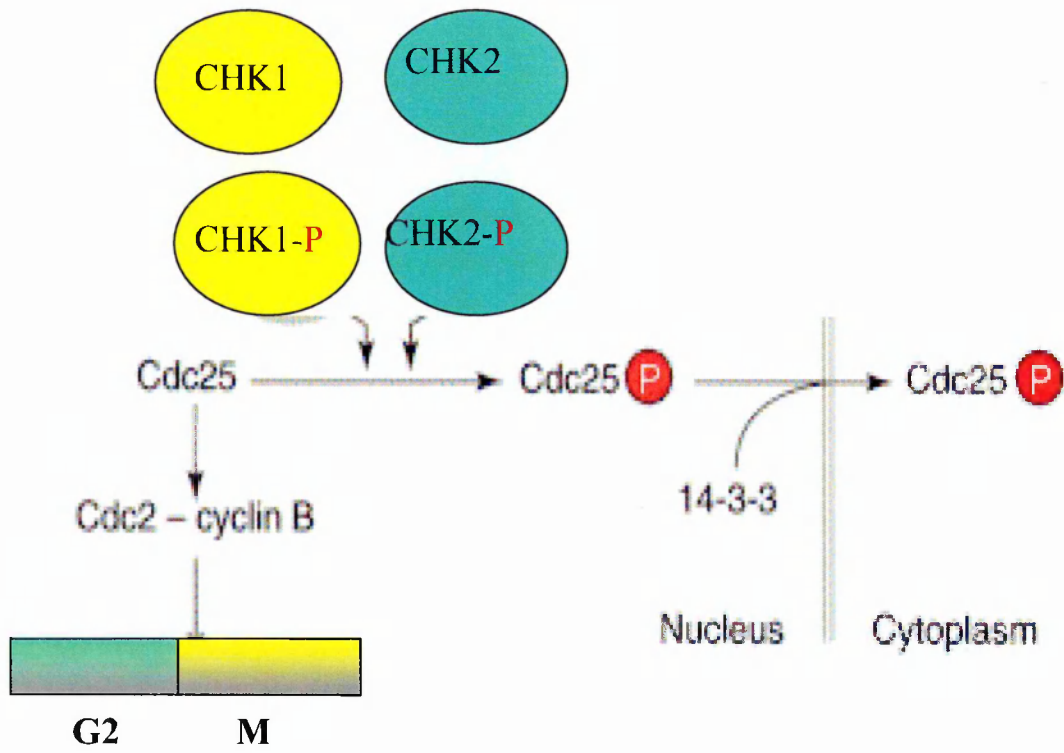 CHK1
CHK2
CHK1-P
CHK2-P
Cdc25
Cdc25 P
Cdc25 P
14-3-3
Cdc2 – cyclin B
Nucleus
Cytoplasm
G2
M